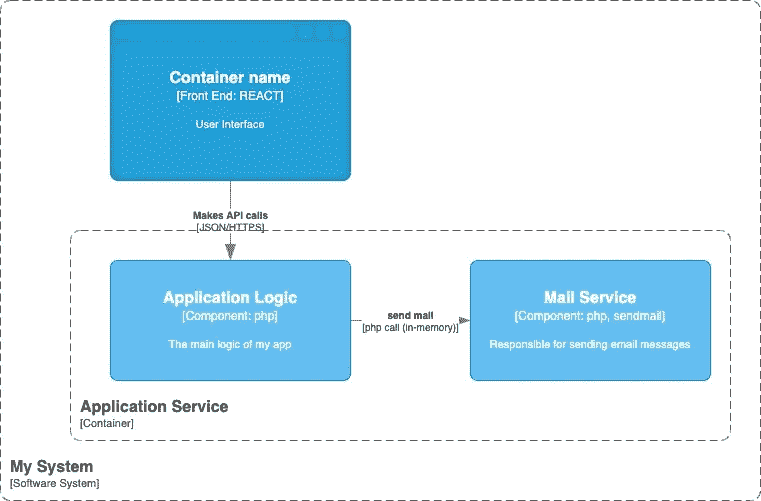 Container name
[Front End: REACT]
User Interface
Makes API calls
[JSON/HTTPS]
Application Logic
[Component: php]
The main logic of my app
send mail
[php call (in-memory)]
Mail Service
[Component: php, sendmail]
Responsible for sending email messages
Application Service
[Container]
My System
[Software System]